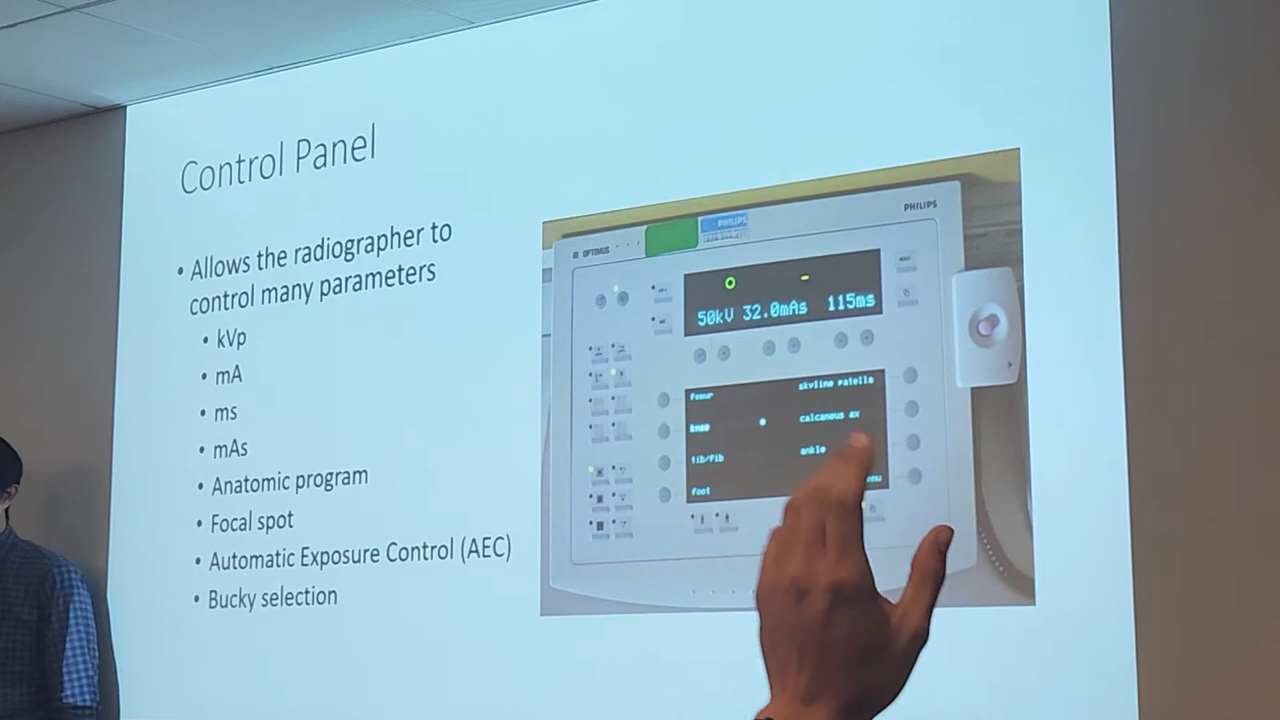 Control Panel
• Allows the radiographer to
control many parameters
• kVp
• mA
• ms
• mAs
• Anatomic program
• Focal spot
• Automatic Exposure Control (AEC)
• Bucky selection
OPTIMUS
PHILIPS
PHILIPS
50kV 32.0mAs 115ms
femur
skyline patella
knee
calcaneus ax
tib/fib
ankle
foot